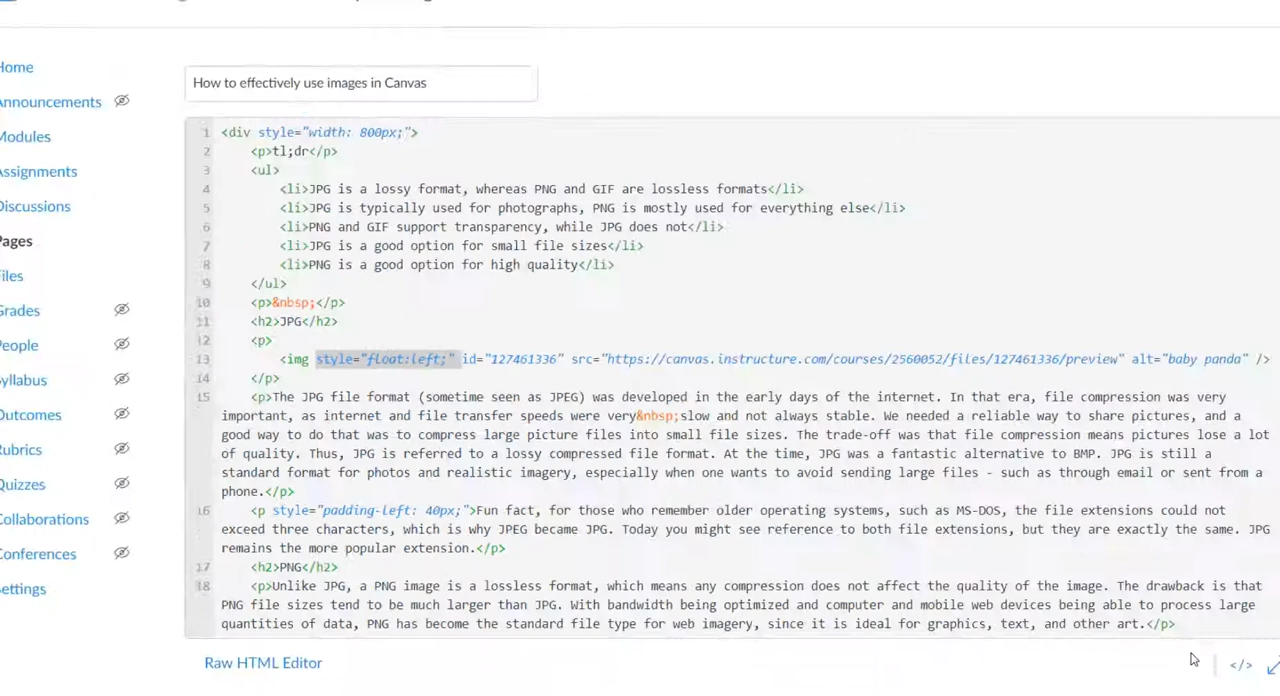 Home
Announcements
Modules
Assignments
Discussions
Pages
Files
Grades
People
Syllabus
Outcomes
Rubrics
Quizzes
Collaborations
Conferences
Settings
How to effectively use images in Canvas
1 <div style="width: 800px;">
2 <p>tl;dr</p>
3 <ul>
4 <li>JPG is a lossy format, whereas PNG and GIF are lossless formats</li>
5 <li>JPG is typically used for photographs, PNG is mostly used for everything else</li>
6 <li>PNG and GIF support transparency, while JPG does not</li>
7 <li>JPG is a good option for small file sizes</li>
8 <li>PNG is a good option for high quality</li>
9 </ul>
10 <p>&nbsp;</p>
11 <h2>JPG</h2>
12 <p>
13 <img style="float:left;" id="127461336" src="https://canvas.instructure.com/courses/2560052/files/127461336/preview" alt="baby panda" />
14 </p>
15 <p>The JPG file format (sometime seen as JPEG) was developed in the early days of the internet. In that era, file compression was very
important, as internet and file transfer speeds were very&nbsp;slow and not always stable. We needed a reliable way to share pictures, and a
good way to do that was to compress large picture files into small file sizes. The trade-off was that file compression means pictures lose a lot
of quality. Thus, JPG is referred to a lossy compressed file format. At the time, JPG was a fantastic alternative to BMP. JPG is still a
standard format for photos and realistic imagery, especially when one wants to avoid sending large files - such as through email or sent from a
phone.</p>
16 <p style="padding-left: 40px;">Fun fact, for those who remember older operating systems, such as MS-DOS, the file extensions could not
exceed three characters, which is why JPEG became JPG. Today you might see reference to both file extensions, but they are exactly the same. JPG
remains the more popular extension.</p>
17 <h2>PNG</h2>
18 <p>Unlike JPG, a PNG image is a lossless format, which means any compression does not affect the quality of the image. The drawback is that
PNG file sizes tend to be much larger than JPG. With bandwidth being optimized and computer and mobile web devices being able to process large
quantities of data, PNG has become the standard file type for web imagery, since it is ideal for graphics, text, and other art.</p>
Raw HTML Editor
</>